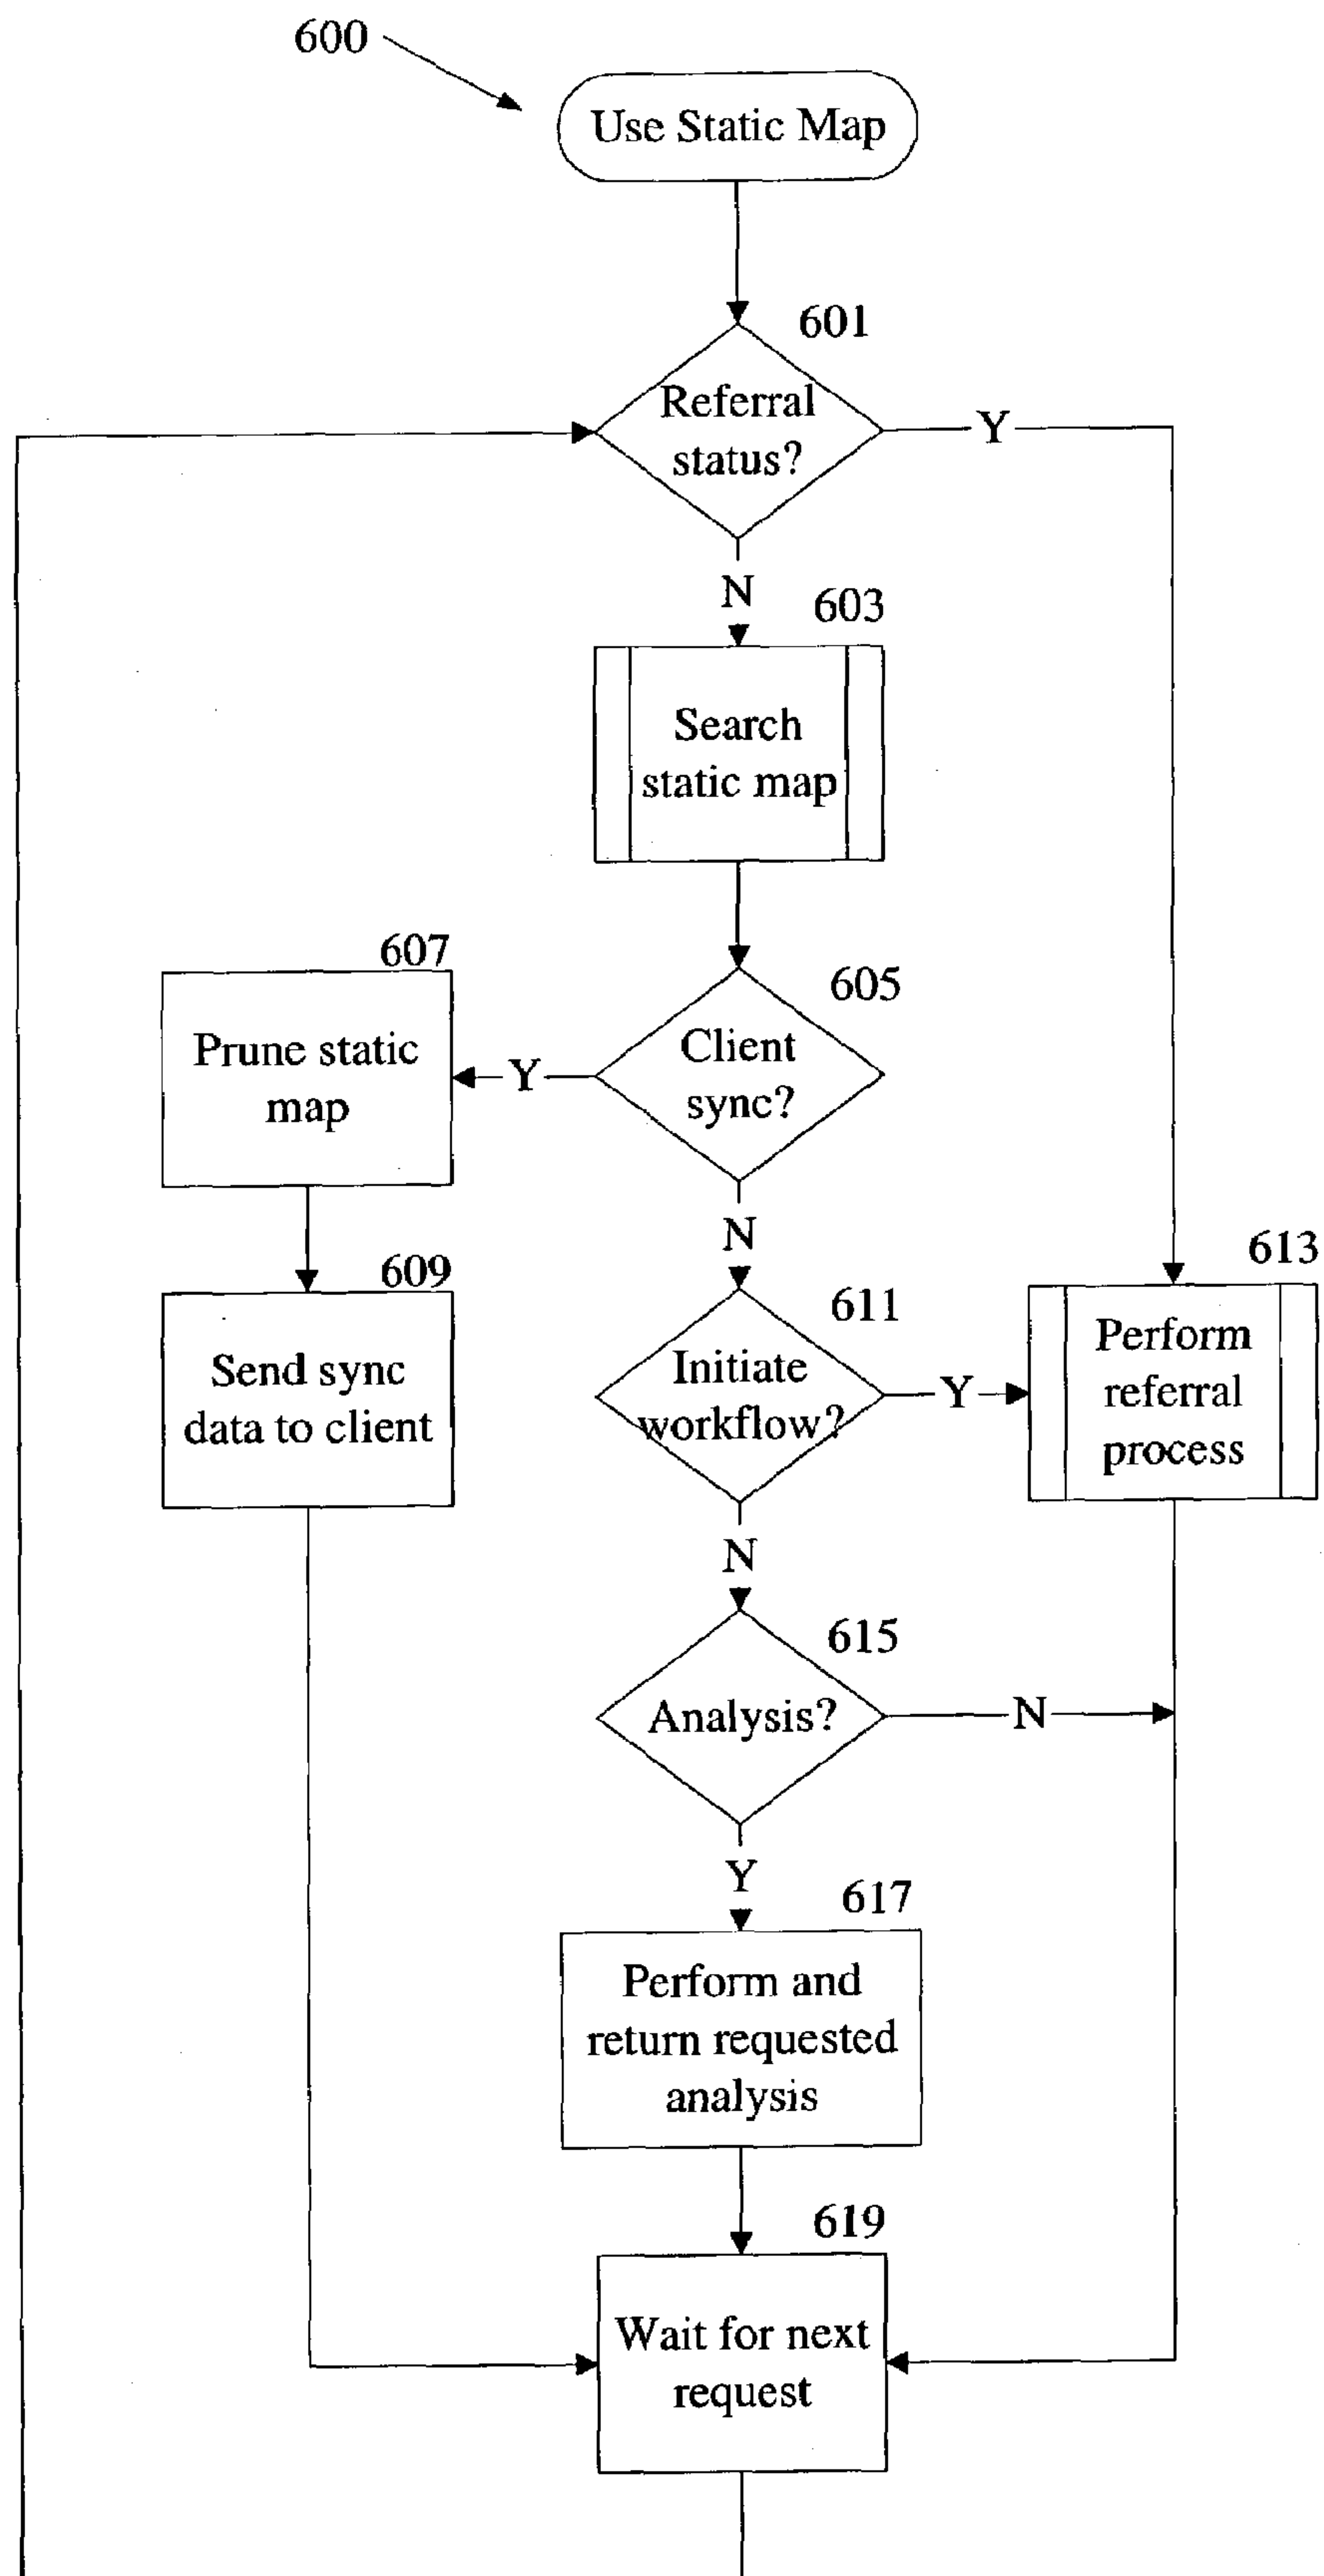 600
Use Static Map
601
Referral
status?
Y
N
603
Search
static map
607
Prune static
map
605
Client
sync?
Y
N
609
Send sync
data to client
611
Initiate
workflow?
Y
613
Perform
referral
process
N
615
Analysis?
N
Y
617
Perform and
return requested
analysis
619
Wait for next
request